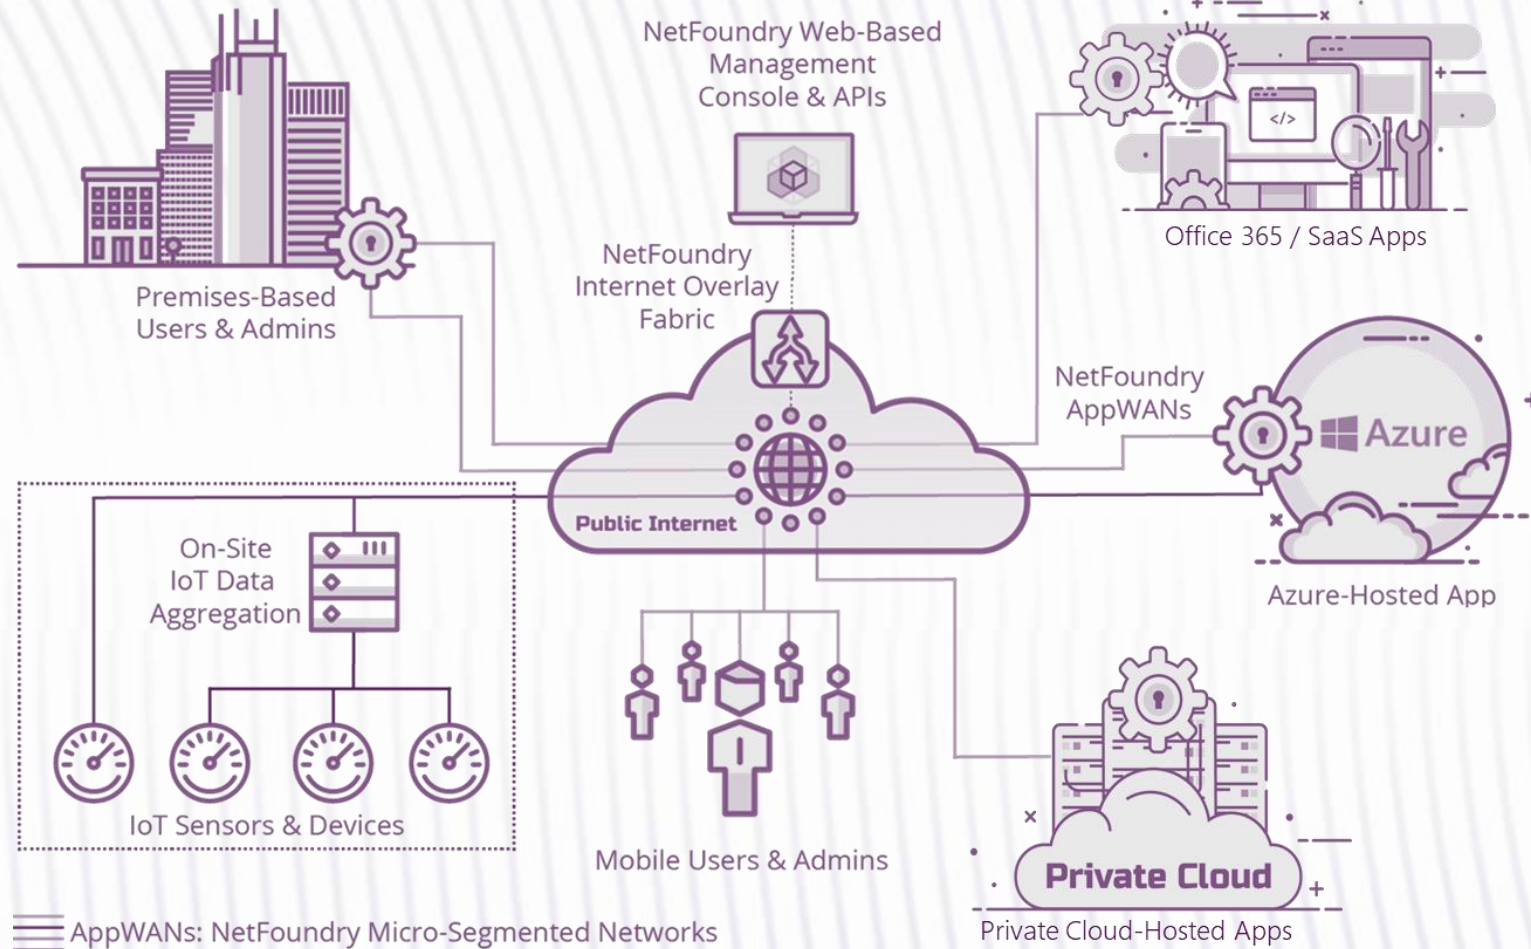 NetFoundry Web-Based
Management
Console & APIs
</>
Office 365 / SaaS Apps
Premises-Based
Users & Admins
NetFoundry
Internet Overlay
Fabric
NetFoundry
AppWANs
Azure
Public Internet
Azure-Hosted App
On-Site
IoT Data
Aggregation
IoT Sensors & Devices
Mobile Users & Admins
Private Cloud
Private Cloud-Hosted Apps
AppWANs: NetFoundry Micro-Segmented Networks